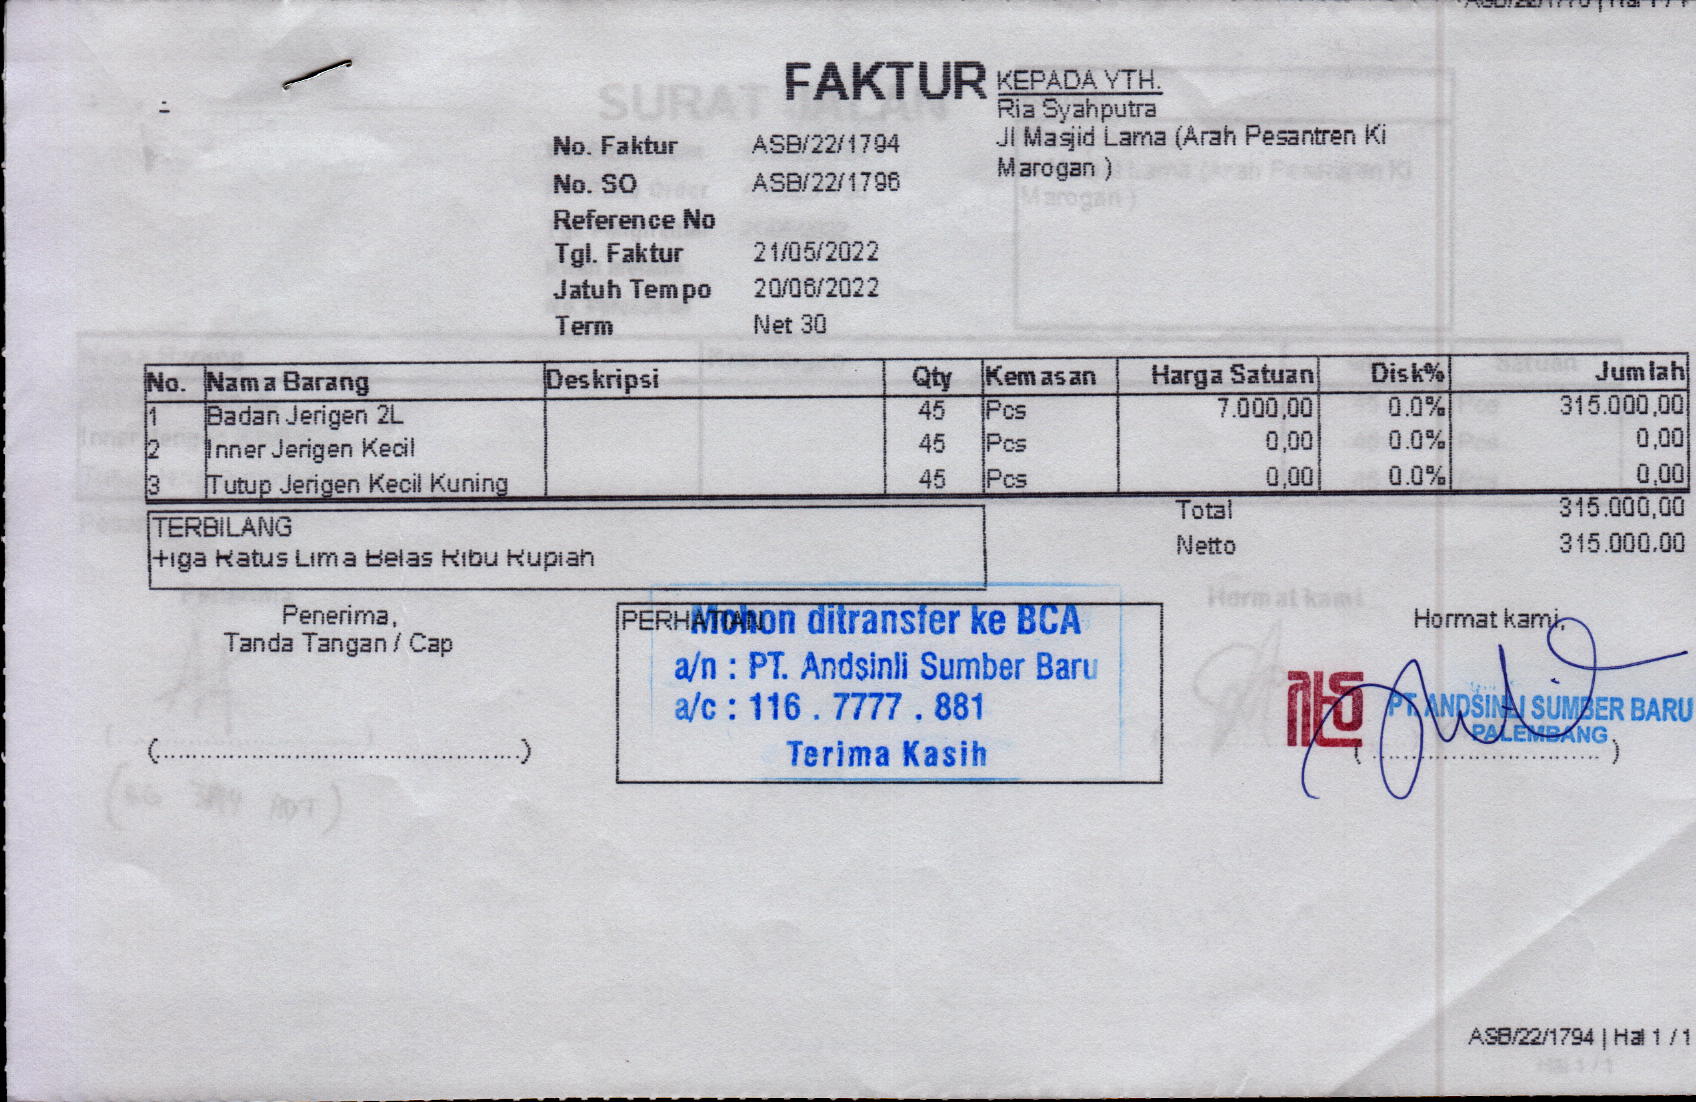 FAKTUR
KEPADA YTH.
Ria Syahputra
Jl Masjid Lama (Arah Pesantren Ki
Marogan )
No. Faktur ASB/22/1794
No. SO ASB/22/1796
Reference No
Tgl. Faktur 21/05/2022
Jatuh Tempo 20/06/2022
Term Net 30
No. Nama Barang Deskripsi Qty Kemasan Harga Satuan Disk% Jumlah
1 Badan Jerigen 2L 45 Pcs 7.000,00 0.0% 315.000,00
2 Inner Jerigen Kecil 45 Pcs 0,00 0.0% 0,00
3 Tutup Jerigen Kecil Kuning 45 Pcs 0,00 0.0% 0,00
Total 315.000,00
Netto 315.000,00
TERBILANG
Tiga Ratus Lima Belas Ribu Rupiah
Penerima,
Tanda Tangan / Cap
(............................................)
PERHATIAN
Mohon ditransfer ke BCA
a/n : PT. Andsinli Sumber Baru
a/c : 116 . 7777 . 881
Terima Kasih
Hormat kami,
PT. ANDSINLI SUMBER BARU
PALEMBANG
(............................)
ASB/22/1794 | Hal 1 / 1